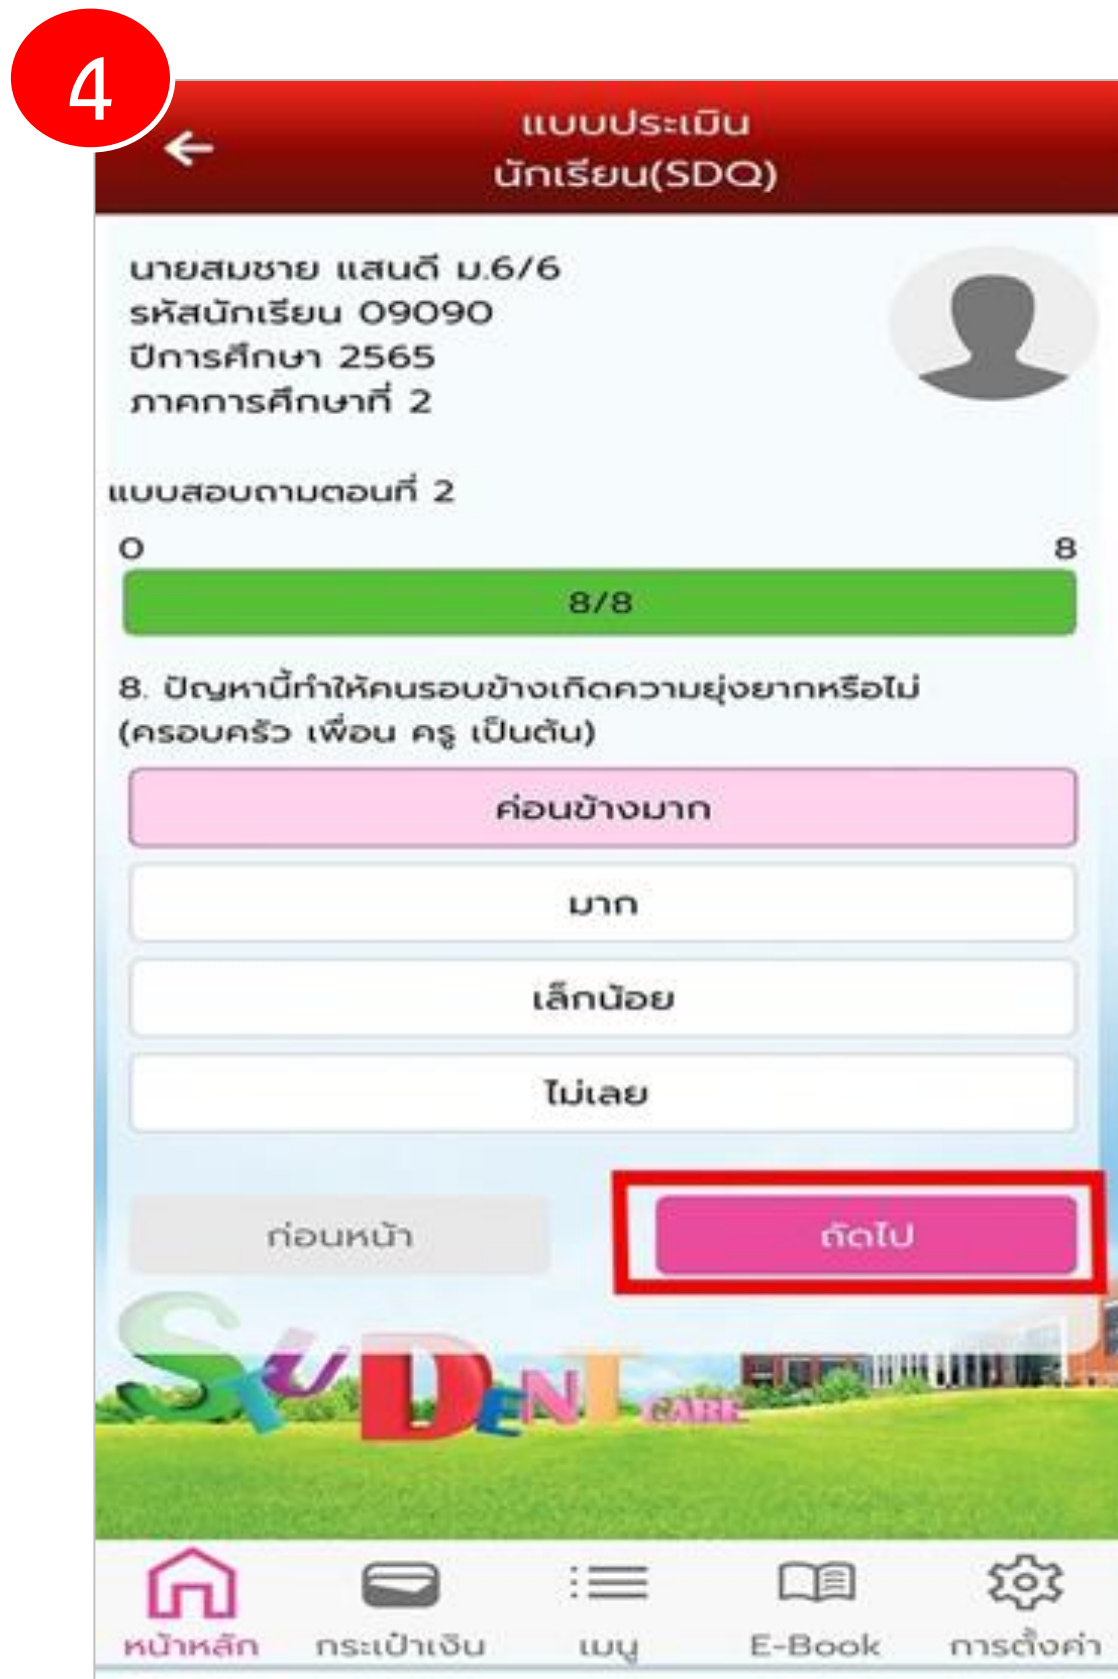 4
แบบประเมิน
นักเรียน(SDQ)
นายสมชาย แสนดี ม.6/6
รหัสนักเรียน 09090
ปีการศึกษา 2565
ภาคการศึกษาที่ 2
แบบสอบถามตอนที่ 2
0 8
8/8
8. ปัญหานี้ทำให้คนรอบข้างเกิดความยุ่งยากหรือไม่
(ครอบครัว เพื่อน ครู เป็นต้น)
ค่อนข้างมาก
มาก
เล็กน้อย
ไม่เลย
ก่อนหน้า ถัดไป
STUDENT CARE
หน้าหลัก กระเป๋าเงิน เมนู E-Book การตั้งค่า